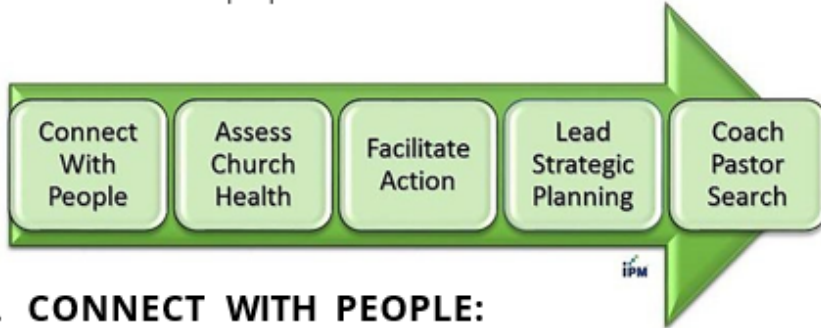 Connect
With
People
Assess
Church
Health
Facilitate
Action
Lead
Strategic
Planning
Coach
Pastor
Search
iPM
. CONNECT WITH PEOPLE: